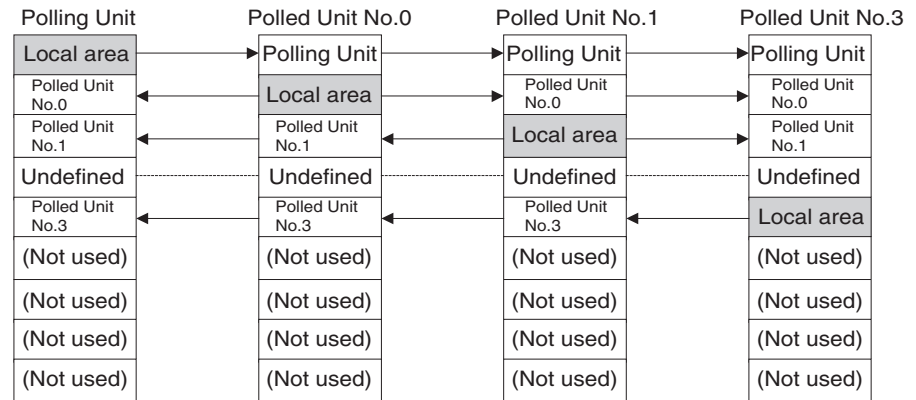 Polling Unit Polled Unit No.0 Polled Unit No.1 Polled Unit No.3
Local area Polling Unit Polling Unit Polling Unit
Polled Unit No.0 Local area Polled Unit No.0 Polled Unit No.0
Polled Unit No.1 Polled Unit No.1 Local area Polled Unit No.1
Undefined Undefined Undefined Undefined
Polled Unit No.3 Polled Unit No.3 Polled Unit No.3 Local area
(Not used) (Not used) (Not used) (Not used)
(Not used) (Not used) (Not used) (Not used)
(Not used) (Not used) (Not used) (Not used)
(Not used) (Not used) (Not used) (Not used)